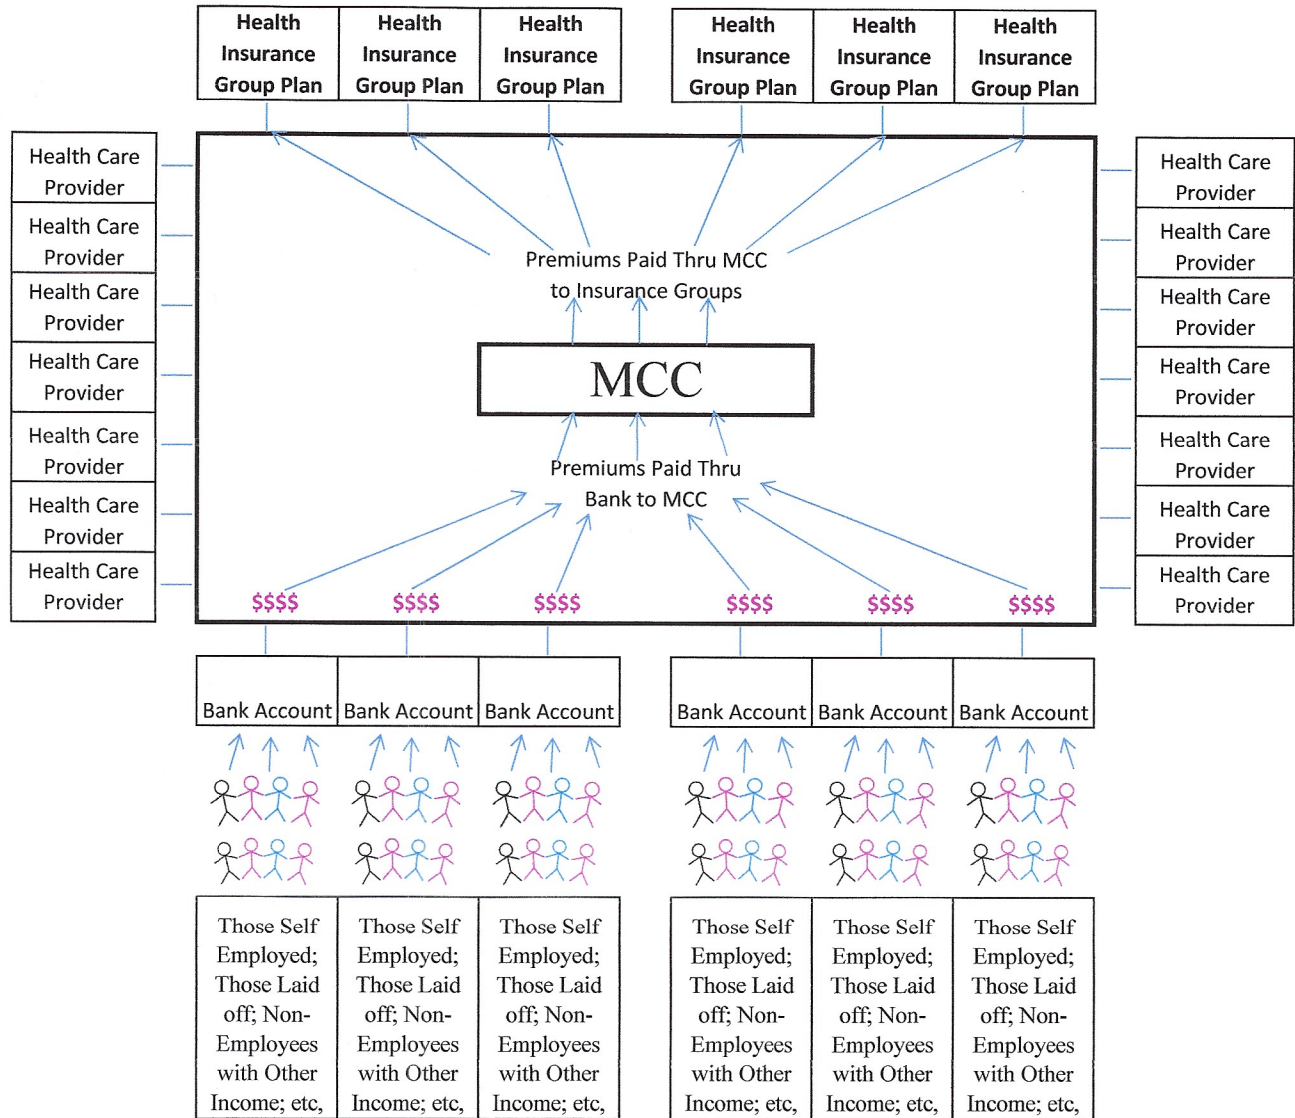 Health
Insurance
Group Plan
Health
Insurance
Group Plan
Health
Insurance
Group Plan
Health
Insurance
Group Plan
Health
Insurance
Group Plan
Health
Insurance
Group Plan
Health Care
Provider
Health Care
Provider
Health Care
Provider
Health Care
Provider
Health Care
Provider
Health Care
Provider
Health Care
Provider
Premiums Paid Thru MCC
to Insurance Groups
MCC
Premiums Paid Thru
Bank to MCC
$$$$
$$$$
$$$$
$$$$
$$$$
$$$$
Health Care
Provider
Health Care
Provider
Health Care
Provider
Health Care
Provider
Health Care
Provider
Health Care
Provider
Health Care
Provider
Bank Account
Bank Account
Bank Account
Bank Account
Bank Account
Bank Account
Those Self
Employed;
Those Laid
off; Non-
Employees
with Other
Income; etc,
Those Self
Employed;
Those Laid
off; Non-
Employees
with Other
Income; etc,
Those Self
Employed;
Those Laid
off; Non-
Employees
with Other
Income; etc,
Those Self
Employed;
Those Laid
off; Non-
Employees
with Other
Income; etc,
Those Self
Employed;
Those Laid
off; Non-
Employees
with Other
Income; etc,
Those Self
Employed;
Those Laid
off; Non-
Employees
with Other
Income; etc,